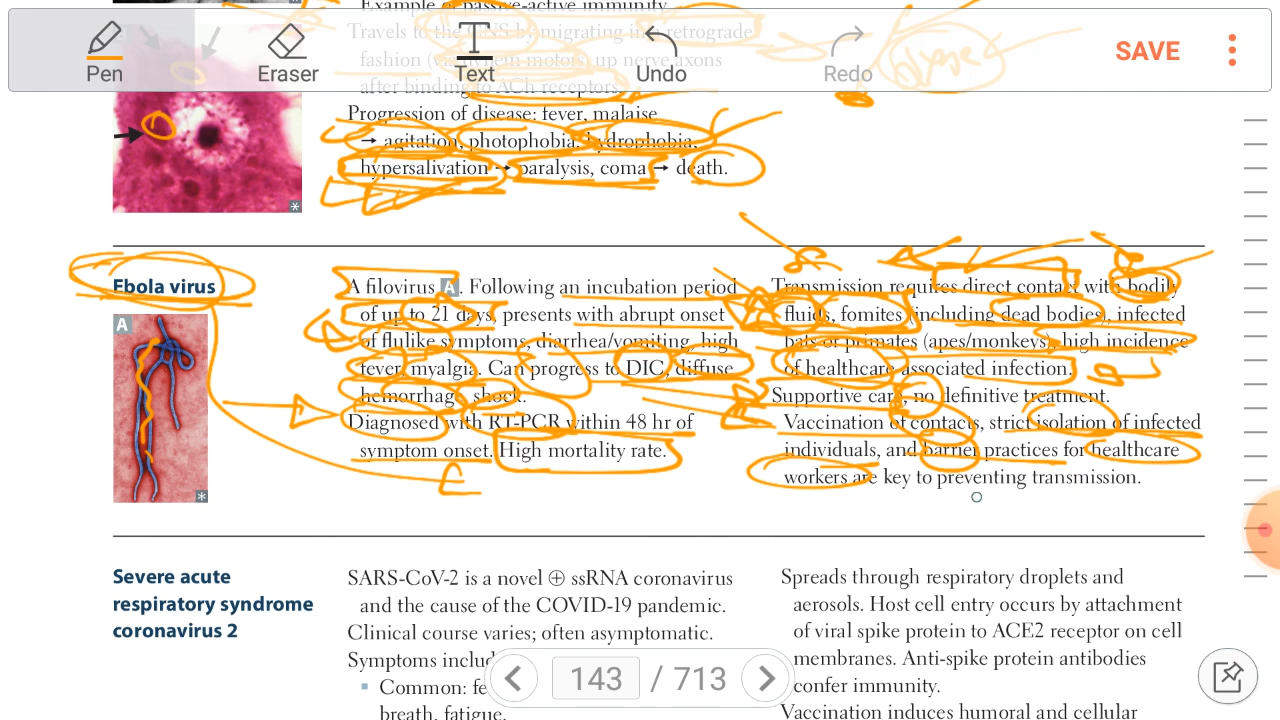 Example of passive-active immunity.
Travels to the CNS by migrating in a retrograde
fashion (via dynein motors) up nerve axons
after binding to ACh receptors.
Pen
Eraser
Text
Undo
Redo
SAVE
Progression of disease: fever, malaise
→ agitation, photophobia, hydrophobia,
hypersalivation → paralysis, coma → death.
Ebola virus
A
A filovirus A. Following an incubation period
of up to 21 days, presents with abrupt onset
of flulike symptoms, diarrhea/vomiting, high
fever, myalgia. Can progress to DIC, diffuse
hemorrhage, shock.
Diagnosed with RT-PCR within 48 hr of
symptom onset. High mortality rate.
Transmission requires direct contact with bodily
fluids, fomites (including dead bodies), infected
bats or primates (apes/monkeys); high incidence
of healthcare associated infection.
Supportive care, no definitive treatment.
Vaccination of contacts, strict isolation of infected
individuals, and barrier practices for healthcare
workers are key to preventing transmission.
Severe acute
respiratory syndrome
coronavirus 2
SARS-CoV-2 is a novel ⊕ ssRNA coronavirus
and the cause of the COVID-19 pandemic.
Clinical course varies; often asymptomatic.
Symptoms includ
▪ Common: fe
breath, fatigue.
Spreads through respiratory droplets and
aerosols. Host cell entry occurs by attachment
of viral spike protein to ACE2 receptor on cell
membranes. Anti-spike protein antibodies
confer immunity.
Vaccination induces humoral and cellular
143 / 713